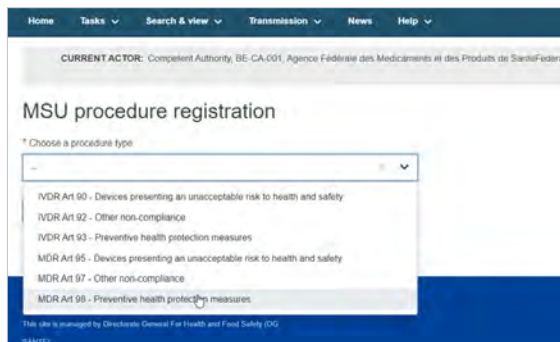 Home Tasks Search & view Transmission News Help
CURRENT ACTOR: Competent Authority, BE-CA-001, Agence Fédérale des Medicaments et des Produits de SantéFedera
MSU procedure registration
* Choose a procedure type
--
IVDR Art 90 - Devices presenting an unacceptable risk to health and safety
IVDR Art 92 - Other non-compliance
IVDR Art 93 - Preventive health protection measures
MDR Art 95 - Devices presenting an unacceptable risk to health and safety
MDR Art 97 - Other non-compliance
MDR Art 98 - Preventive health protection measures
This site is managed by Directorate General For Health and Food Safety (DG
SANTE)